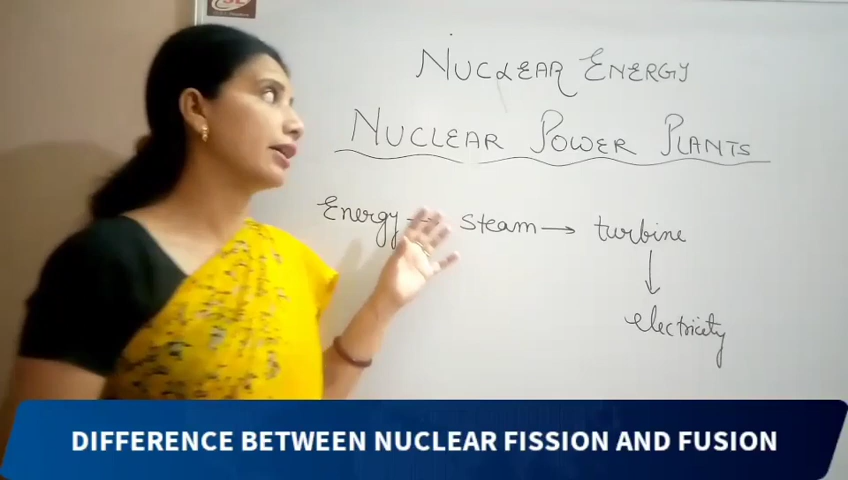 NUCLEAR ENERGY
NUCLEAR POWER PLANTS
Energy → steam → turbine
↓
electricity
DIFFERENCE BETWEEN NUCLEAR FISSION AND FUSION